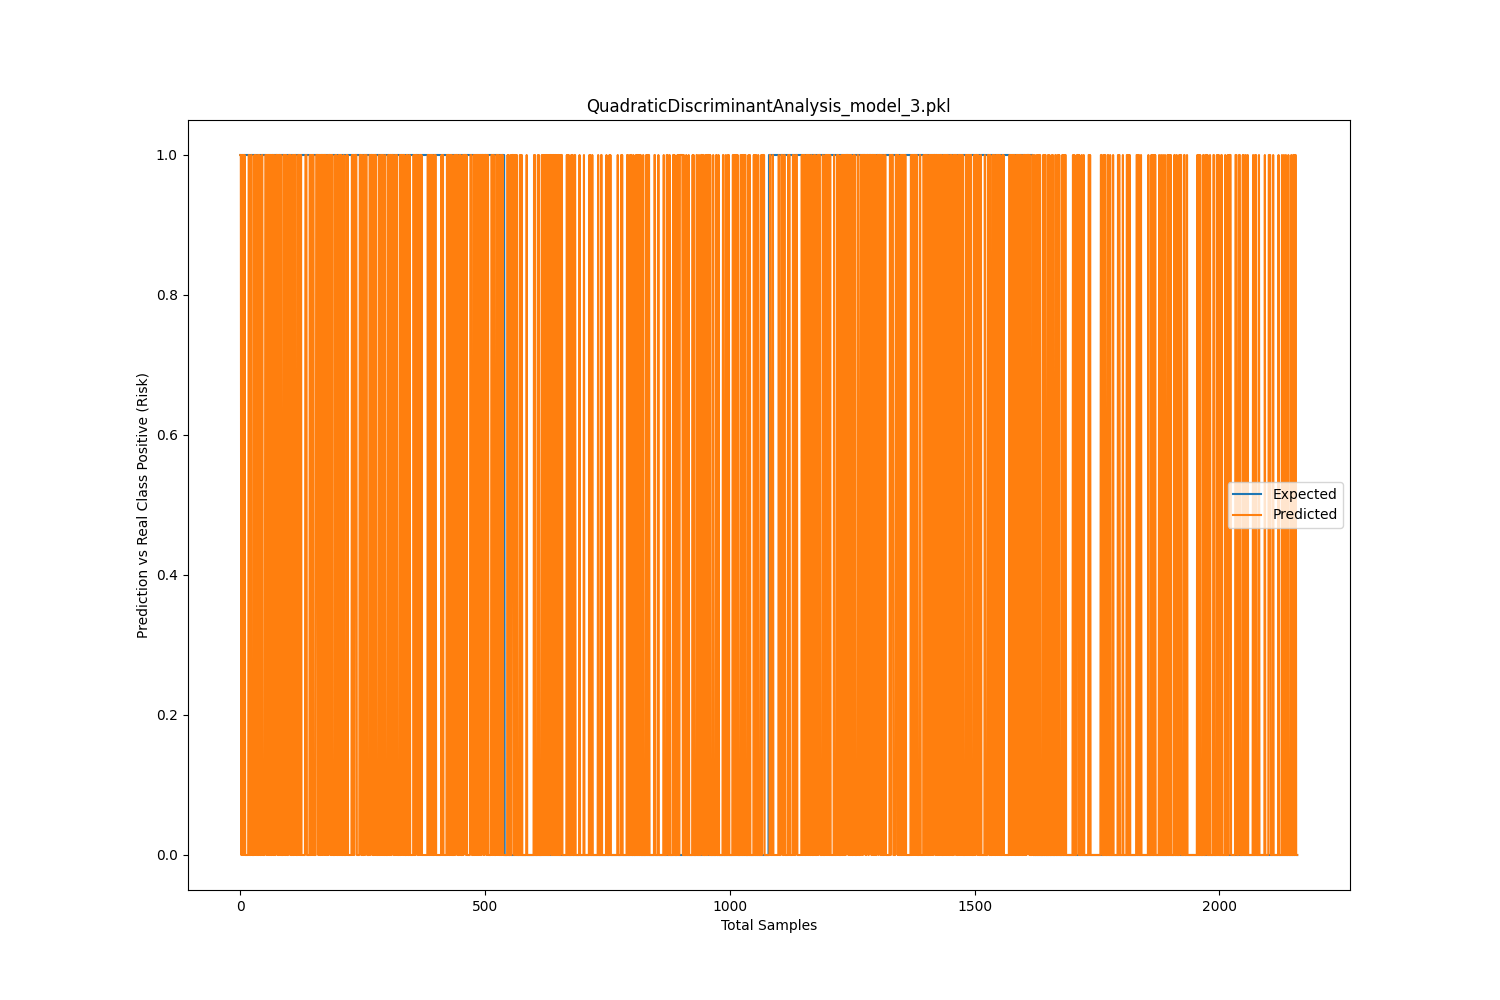 QuadraticDiscriminantAnalysis_model_3.pkl
1.0
0.8
0.6
0.4
0.2
0.0
Prediction vs Real Class Positive (Risk)
Expected
Predicted
0 500 1000 1500 2000
Total Samples